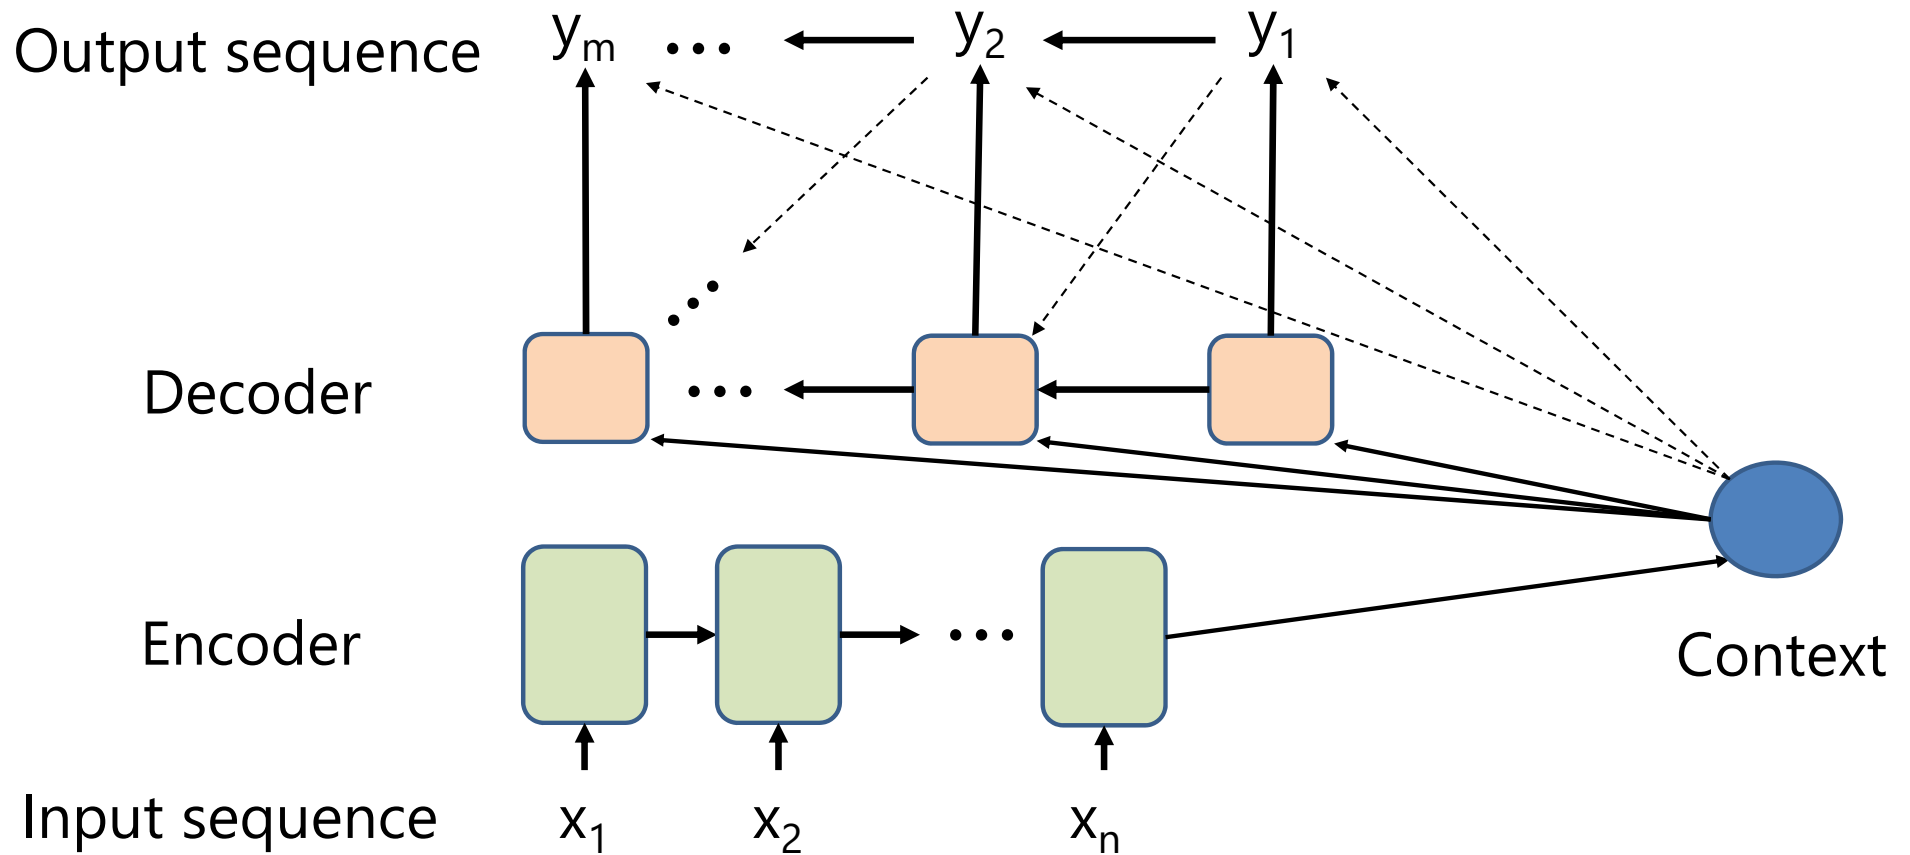 Output sequence yₘ ... y₂ y₁
Decoder ...
Encoder ...
Context
Input sequence x₁ x₂ xₙ